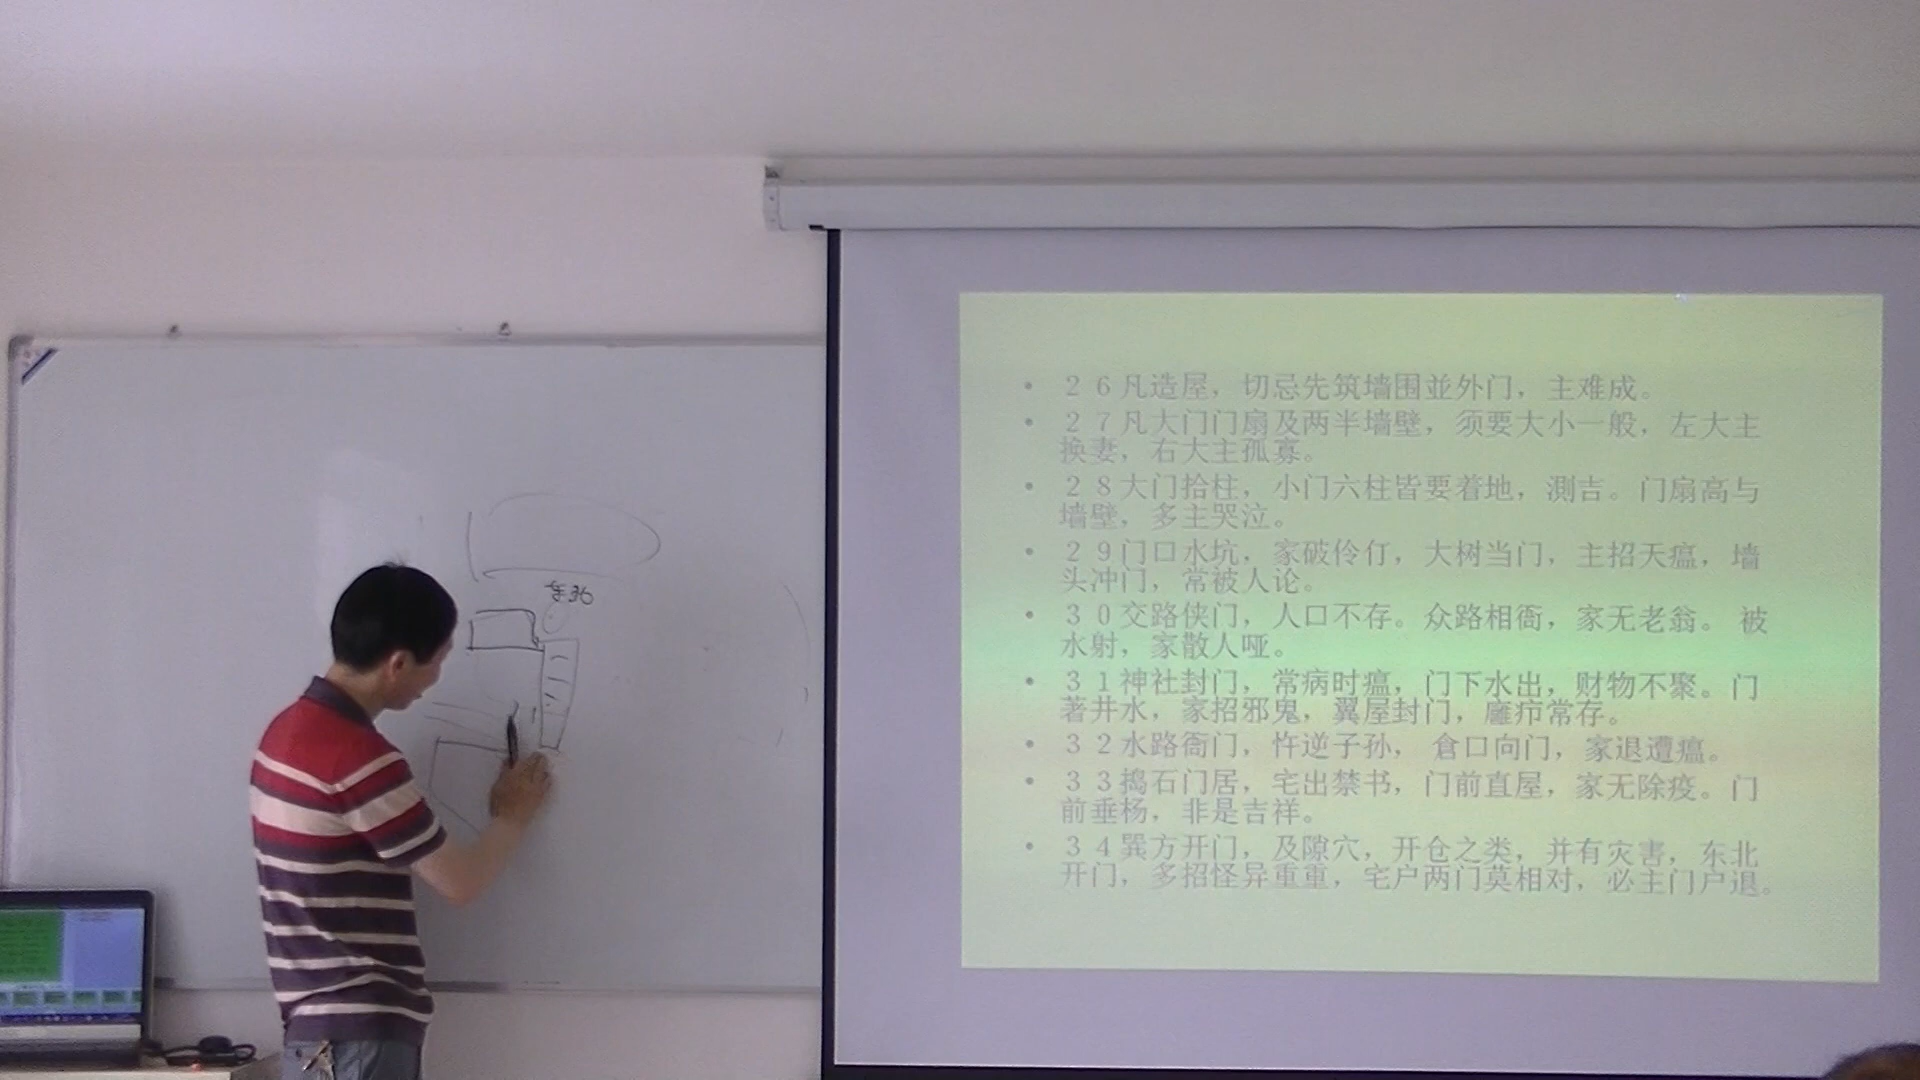 26凡造屋，切忌先筑墙围並外门，主难成。
27凡大门门扇及两半墙壁，须要大小一般，左大主
换妻，右大主孤寡。
28大门拾柱，小门六柱皆要着地，测吉。门扇高与
墙壁，多主哭泣。
29门口水坑，家破伶仃，大树当门，主招天瘟，墙
头冲门，常被人论。
30交路侠门，人口不存。众路相衙，家无老翁。 被
水射，家散人哑。
31神社封门，常病时瘟，门下水出，财物不聚。门
著井水，家招邪鬼，翼屋封门，廱疖常存。
32水路衙门，忤逆子孙， 倉口向门，家退遭瘟。
33捣石门居，宅出禁书，门前直屋，家无除疫。门
前垂杨，非是吉祥。
34巽方开门，及隙穴，开仓之类，并有灾害，东北
开门，多招怪异重重，宅户两门莫相对，必主门户退。